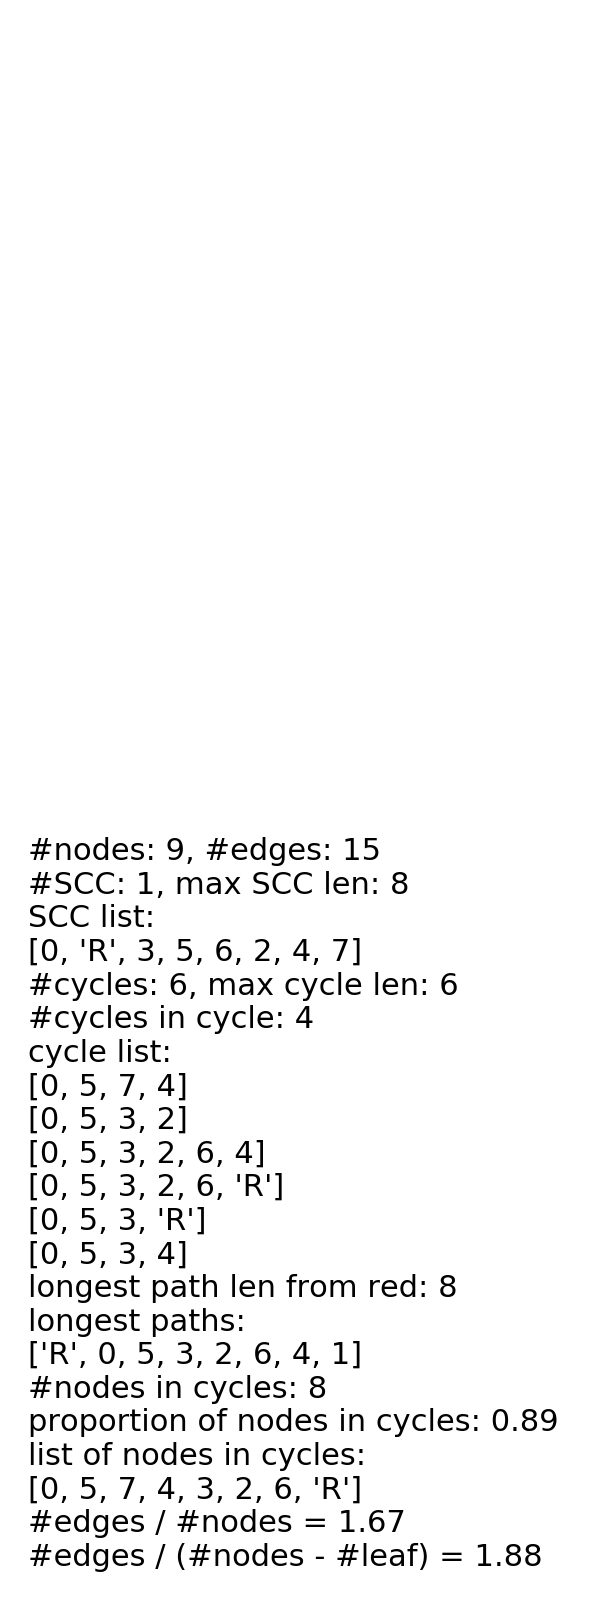 #nodes: 9, #edges: 15
#SCC: 1, max SCC len: 8
SCC list:
[0, 'R', 3, 5, 6, 2, 4, 7]
#cycles: 6, max cycle len: 6
#cycles in cycle: 4
cycle list:
[0, 5, 7, 4]
[0, 5, 3, 2]
[0, 5, 3, 2, 6, 4]
[0, 5, 3, 2, 6, 'R']
[0, 5, 3, 'R']
[0, 5, 3, 4]
longest path len from red: 8
longest paths:
['R', 0, 5, 3, 2, 6, 4, 1]
#nodes in cycles: 8
proportion of nodes in cycles: 0.89
list of nodes in cycles:
[0, 5, 7, 4, 3, 2, 6, 'R']
#edges / #nodes = 1.67
#edges / (#nodes - #leaf) = 1.88